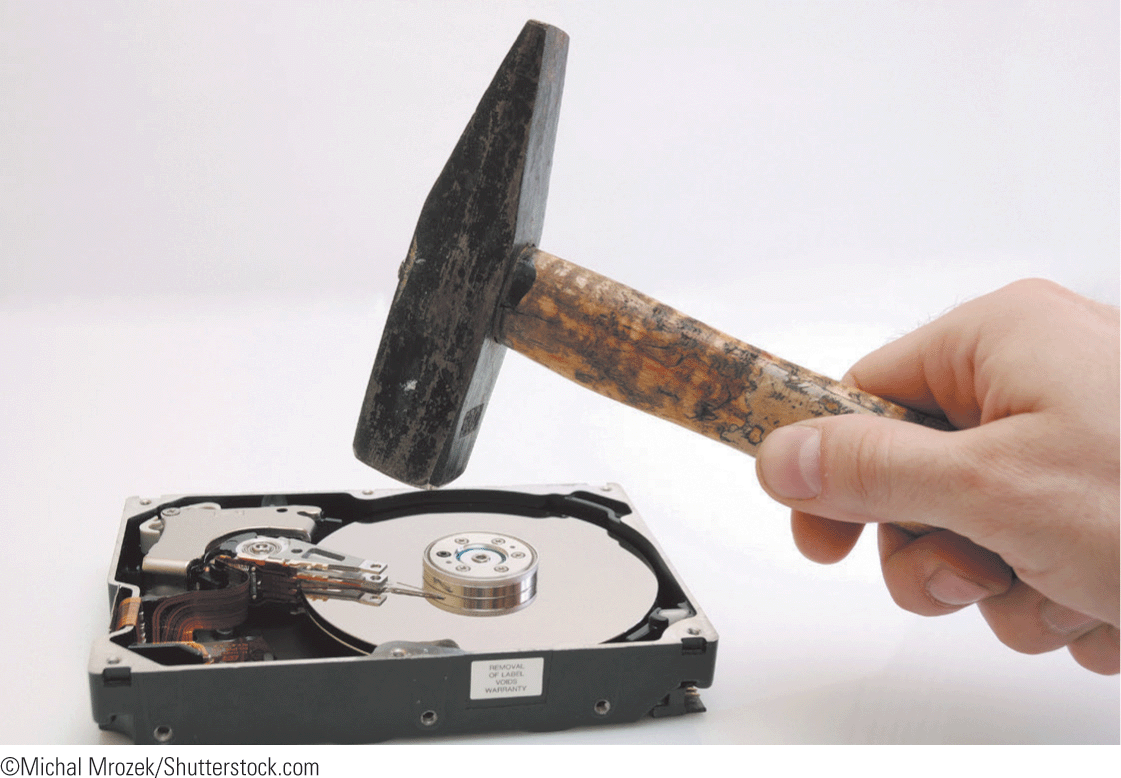 REMOVAL
OF LABEL
VOIDS
WARRANTY
©Michal Mrozek/Shutterstock.com